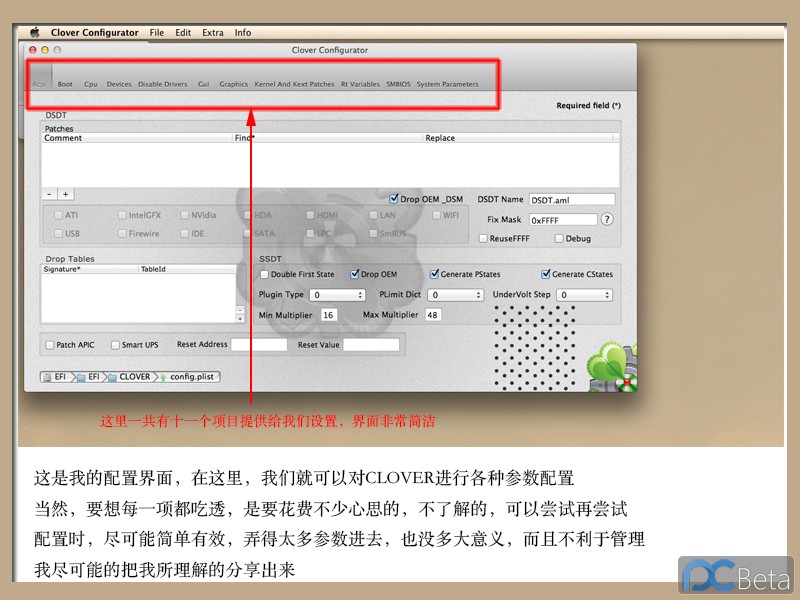 Clover Configurator File Edit Extra Info
Clover Configurator
Acpi Boot Cpu Devices Disable Drivers Gui Graphics Kernel And Kext Patches Rt Variables SMBIOS System Parameters
Required field (*)
DSDT
Patches
Comment Find* Replace
- +
Drop OEM _DSM DSDT Name DSDT.aml
ATI IntelGFX NVidia HDA HDMI LAN WIFI
Fix Mask 0xFFFF ?
USB Firewire IDE SATA LPC SmBUS
ReuseFFFF Debug
Drop Tables
Signature* TableId
- +
SSDT
Double First State Drop OEM Generate PStates Generate CStates
Plugin Type 0 PLimit Dict 0 UnderVolt Step 0
Min Multiplier 16 Max Multiplier 48
Patch APIC Smart UPS Reset Address Reset Value
EFI EFI CLOVER config.plist
这里一共有十一个项目提供给我们设置，界面非常简洁
这是我的配置界面，在这里，我们就可以对CLOVER进行各种参数配置
当然，要想每一项都吃透，是要花费不少心思的，不了解的，可以尝试再尝试
配置时，尽可能简单有效，弄得太多参数进去，也没多大意义，而且不利于管理
我尽可能的把我所理解的分享出来
PCBeta